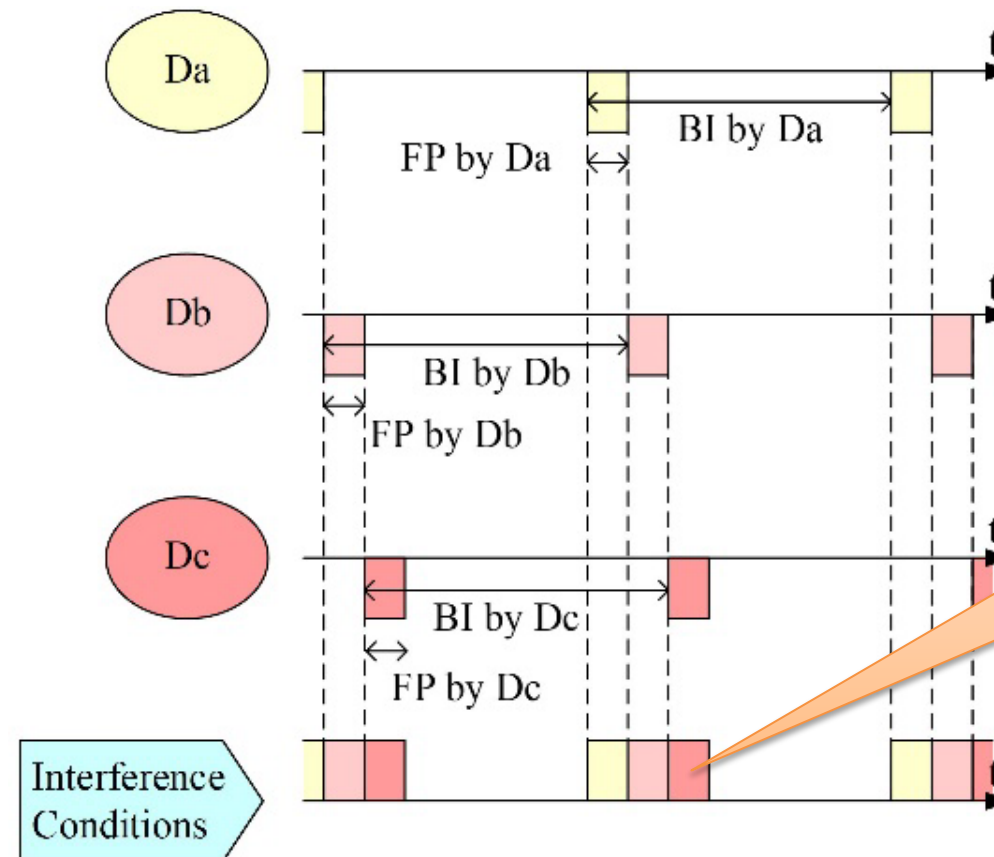 t
Da
BI by Da
FP by Da
t
Db
BI by Db
FP by Db
t
Dc
BI by Dc
FP by Dc
Interference
Conditions
t